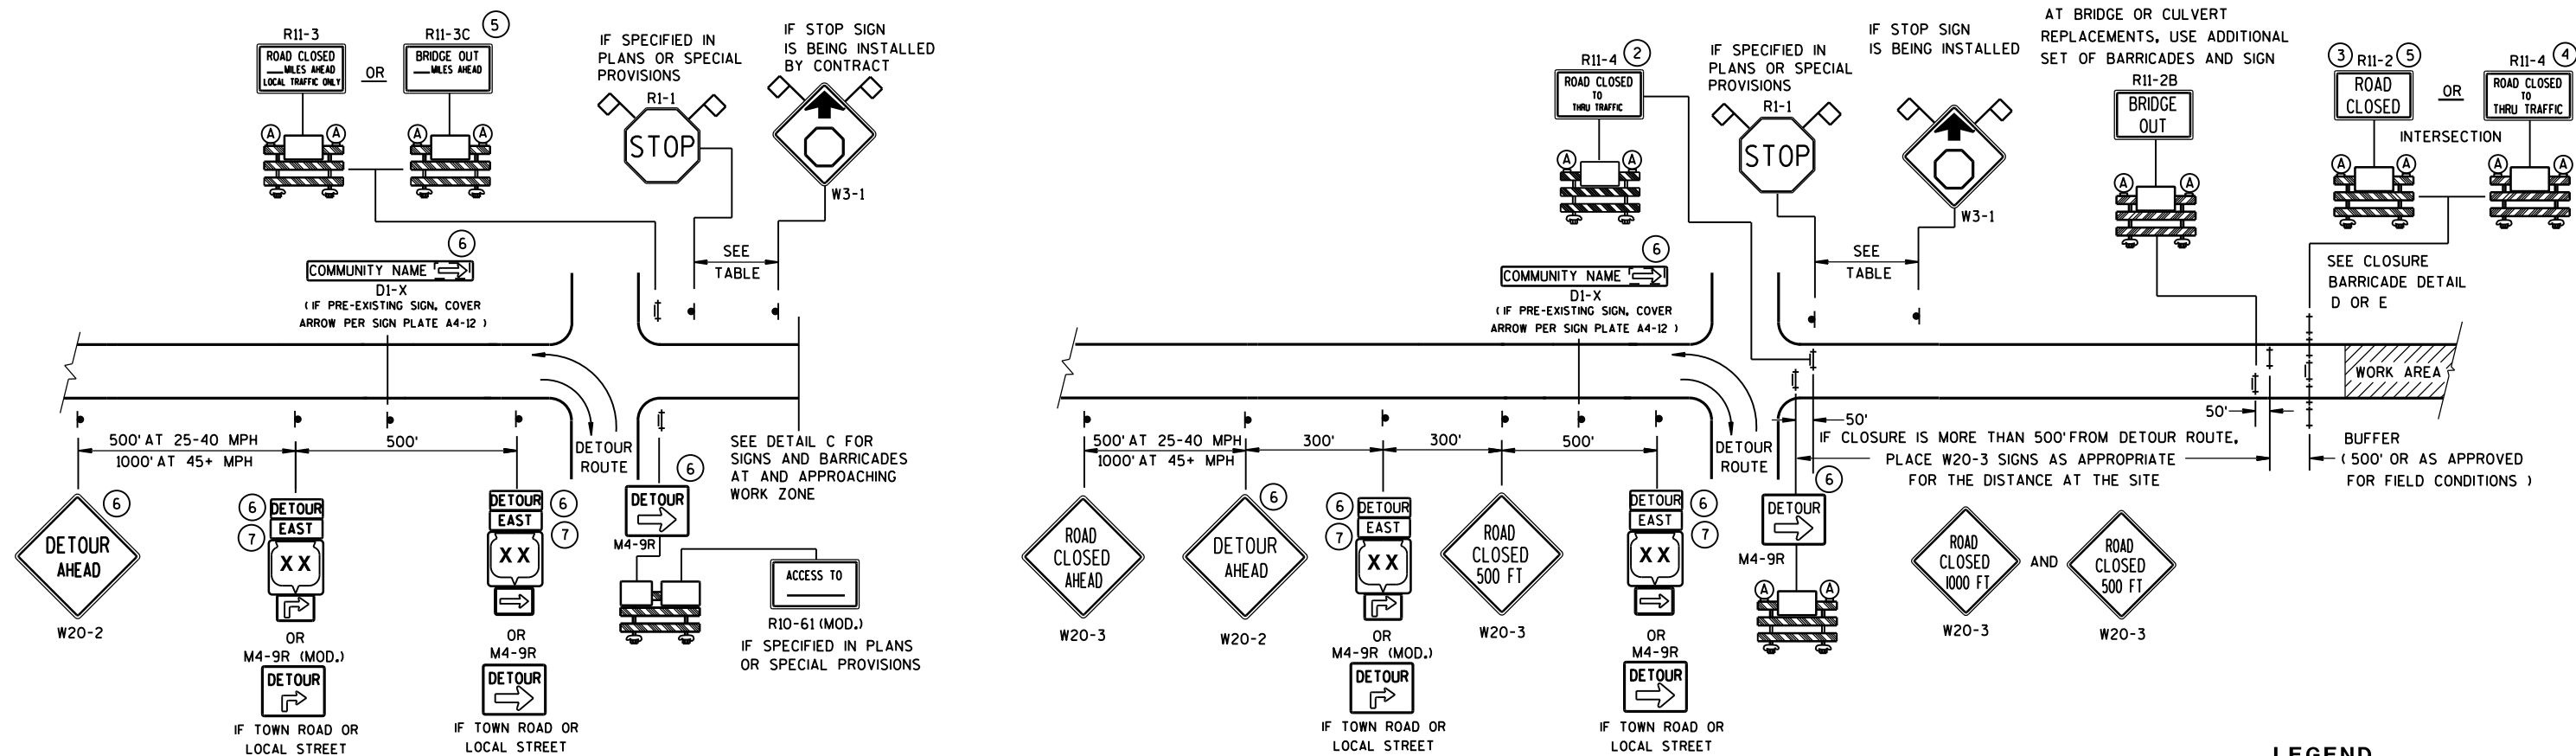 R11-3
ROAD CLOSED
___MILES AHEAD
LOCAL TRAFFIC ONLY
OR
R11-3C
5
BRIDGE OUT
___MILES AHEAD
A
A
A
A
IF SPECIFIED IN
PLANS OR SPECIAL
PROVISIONS
R1-1
STOP
IF STOP SIGN
IS BEING INSTALLED
BY CONTRACT
W3-1
SEE
TABLE
6
COMMUNITY NAME
D1-X
(IF PRE-EXISTING SIGN, COVER
ARROW PER SIGN PLATE A4-12)
500' AT 25-40 MPH
1000' AT 45+ MPH
500'
DETOUR
ROUTE
SEE DETAIL C FOR
SIGNS AND BARRICADES
AT AND APPROACHING
WORK ZONE
6
DETOUR
AHEAD
W20-2
6
7
DETOUR
EAST
XX
OR
M4-9R (MOD.)
DETOUR
IF TOWN ROAD OR
LOCAL STREET
DETOUR
EAST
XX
6
7
OR
M4-9R
DETOUR
IF TOWN ROAD OR
LOCAL STREET
6
DETOUR
M4-9R
ACCESS TO
R10-61 (MOD.)
IF SPECIFIED IN PLANS
OR SPECIAL PROVISIONS
R11-4
2
ROAD CLOSED
TO
THRU TRAFFIC
A
A
IF SPECIFIED IN
PLANS OR SPECIAL
PROVISIONS
R1-1
STOP
IF STOP SIGN
IS BEING INSTALLED
W3-1
SEE
TABLE
AT BRIDGE OR CULVERT
REPLACEMENTS, USE ADDITIONAL
SET OF BARRICADES AND SIGN
R11-2B
BRIDGE
OUT
A
A
3
R11-2
5
ROAD
CLOSED
OR
R11-4
4
ROAD CLOSED
TO
THRU TRAFFIC
INTERSECTION
A
A
A
A
SEE CLOSURE
BARRICADE DETAIL
D OR E
6
COMMUNITY NAME
D1-X
(IF PRE-EXISTING SIGN, COVER
ARROW PER SIGN PLATE A4-12)
WORK AREA
500' AT 25-40 MPH
1000' AT 45+ MPH
300'
300'
500'
DETOUR
ROUTE
50'
50'
IF CLOSURE IS MORE THAN 500' FROM DETOUR ROUTE,
PLACE W20-3 SIGNS AS APPROPRIATE
FOR THE DISTANCE AT THE SITE
BUFFER
(500' OR AS APPROVED
FOR FIELD CONDITIONS)
ROAD
CLOSED
AHEAD
W20-3
6
DETOUR
AHEAD
W20-2
6
7
DETOUR
EAST
XX
OR
M4-9R (MOD.)
DETOUR
IF TOWN ROAD OR
LOCAL STREET
ROAD
CLOSED
500 FT
W20-3
DETOUR
EAST
XX
6
7
OR
M4-9R
DETOUR
IF TOWN ROAD OR
LOCAL STREET
6
DETOUR
M4-9R
A
A
ROAD
CLOSED
1000 FT
W20-3
AND
ROAD
CLOSED
500 FT
W20-3
LEGEND